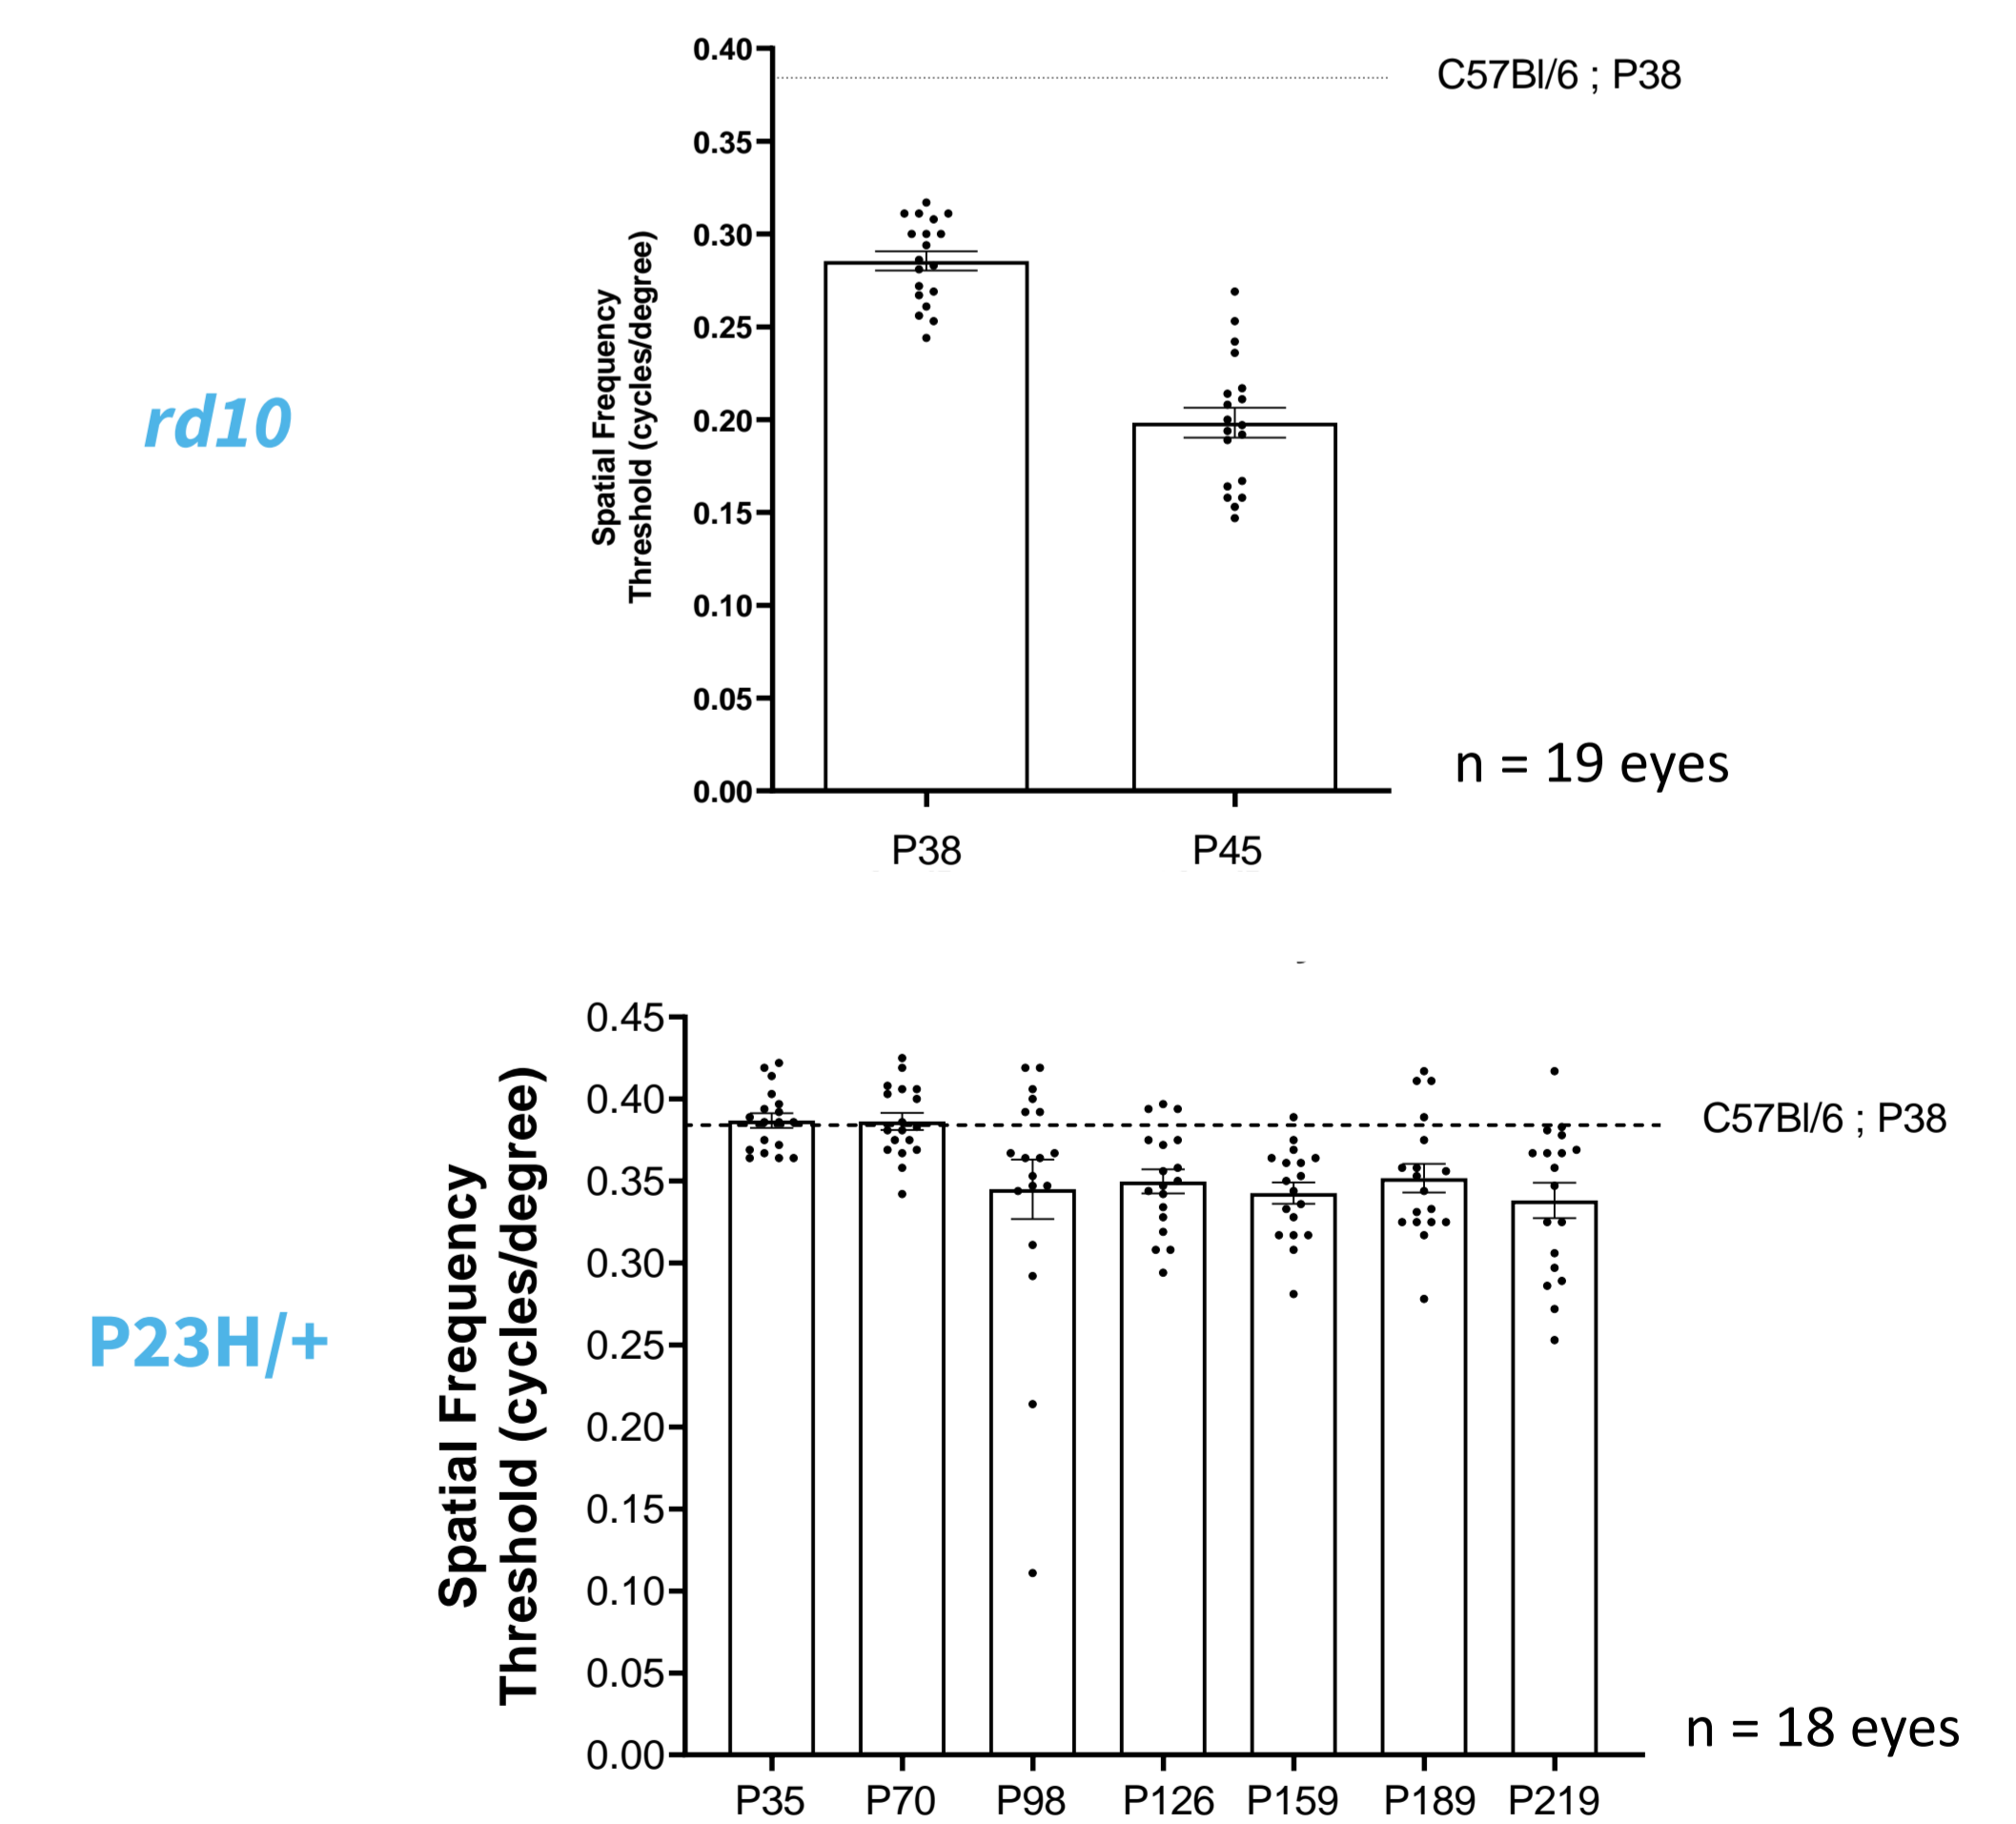 0.40
C57Bl/6 ; P38
0.35
0.30
0.25
0.20
0.15
0.10
0.05
0.00
Spatial Frequency
Threshold (cycles/degree)
rd10
n = 19 eyes
P38 P45
0.45
0.40
C57Bl/6 ; P38
0.35
0.30
0.25
0.20
0.15
0.10
0.05
0.00
Spatial Frequency
Threshold (cycles/degree)
P23H/+
n = 18 eyes
P35 P70 P98 P126 P159 P189 P219